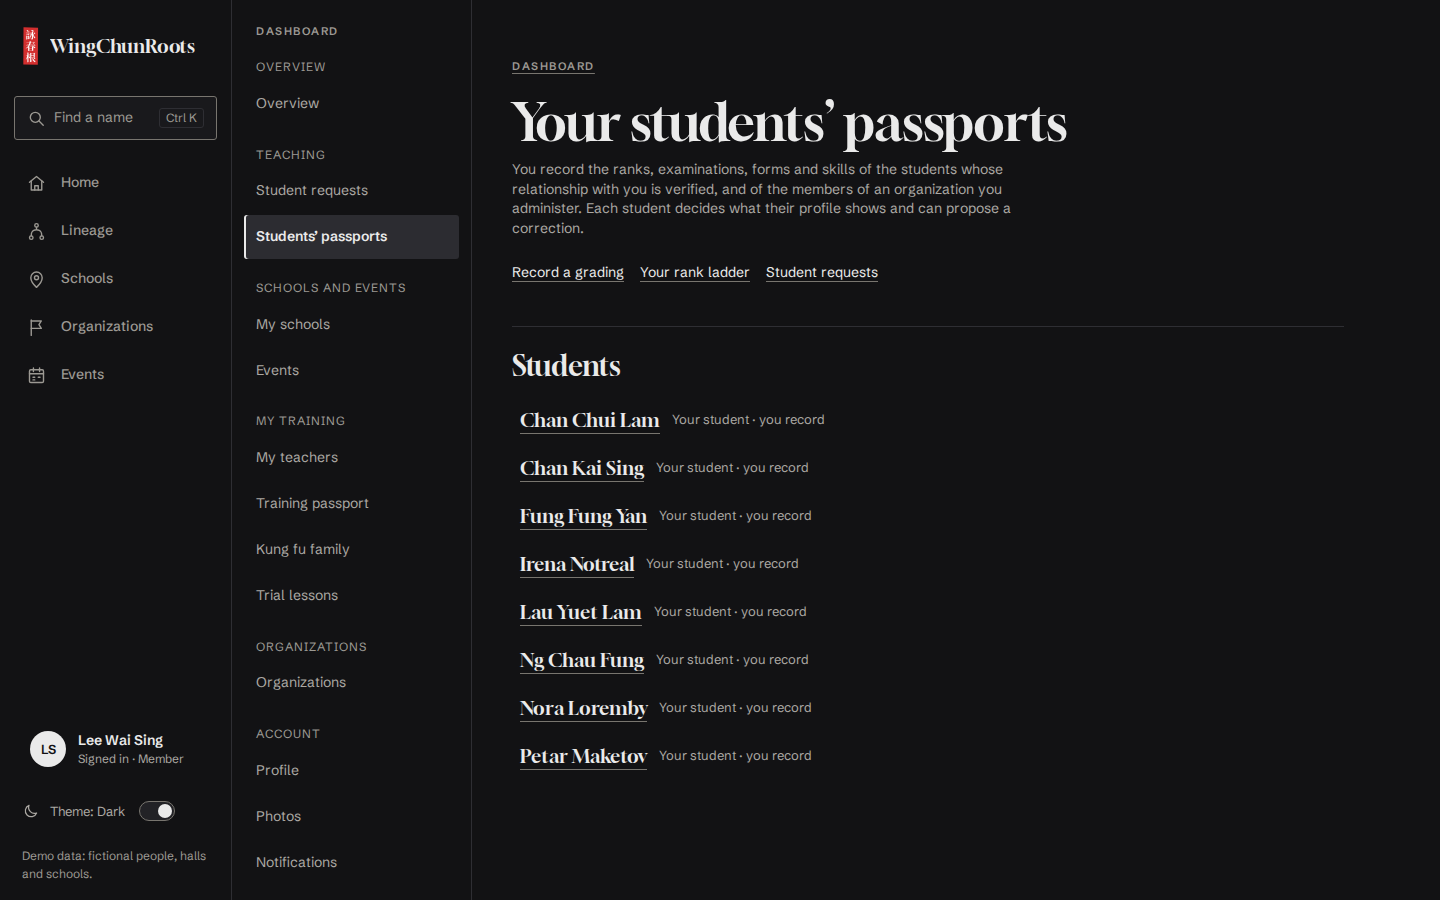 詠春根
WingChunRoots
Find a name
Ctrl K
Home
Lineage
Schools
Organizations
Events
LS
Lee Wai Sing
Signed in · Member
Theme: Dark
Demo data: fictional people, halls
and schools.
DASHBOARD
OVERVIEW
Overview
TEACHING
Student requests
Students’ passports
SCHOOLS AND EVENTS
My schools
Events
MY TRAINING
My teachers
Training passport
Kung fu family
Trial lessons
ORGANIZATIONS
Organizations
ACCOUNT
Profile
Photos
Notifications
DASHBOARD
Your students’ passports
You record the ranks, examinations, forms and skills of the students whose
relationship with you is verified, and of the members of an organization you
administer. Each student decides what their profile shows and can propose a
correction.
Record a grading Your rank ladder Student requests
Students
Chan Chui Lam Your student · you record
Chan Kai Sing Your student · you record
Fung Fung Yan Your student · you record
Irena Notreal Your student · you record
Lau Yuet Lam Your student · you record
Ng Chau Fung Your student · you record
Nora Loremby Your student · you record
Petar Maketov Your student · you record